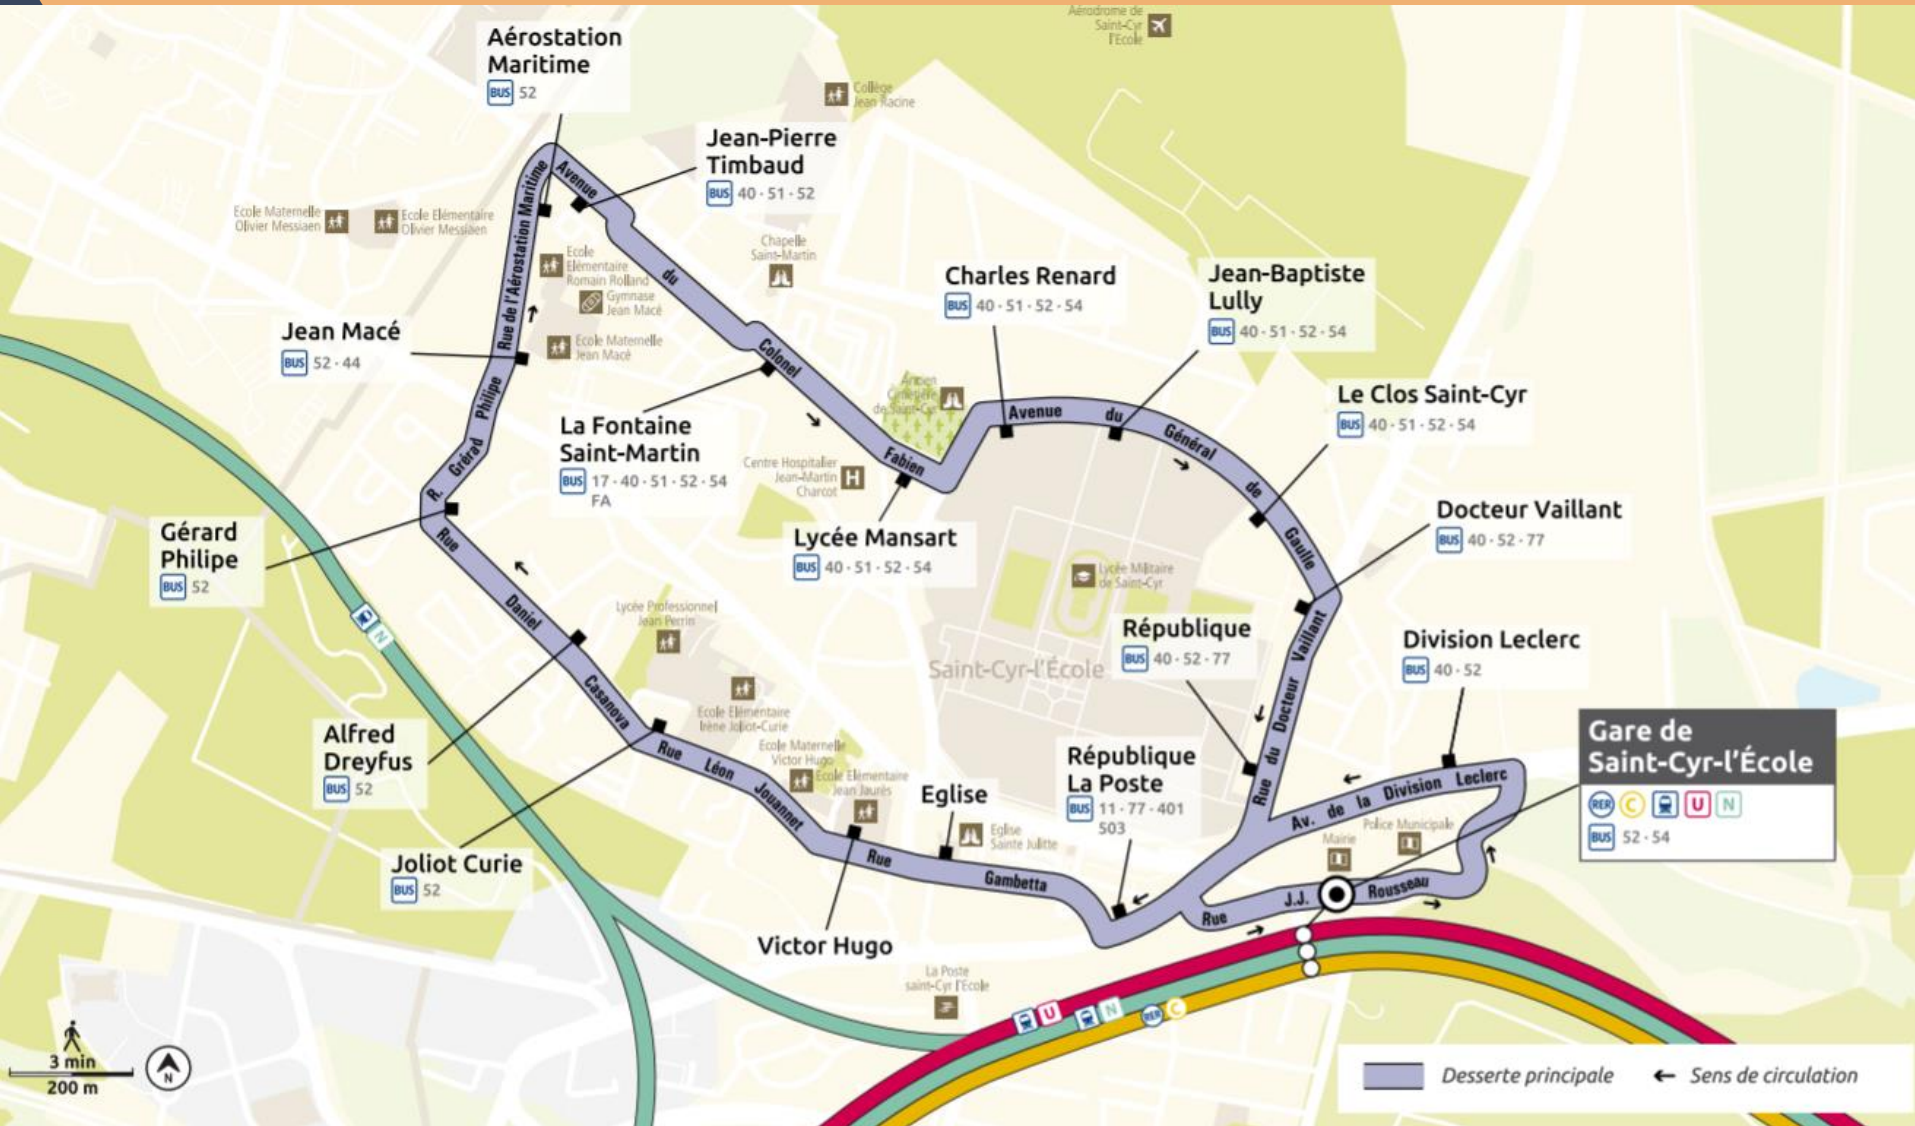 Aérodrome de
Saint-Cyr
l'Ecole
Aérostation
Maritime
BUS 52
Collège
Jean Racine
Jean-Pierre
Timbaud
BUS 40 · 51 · 52
Ecole Maternelle
Olivier Messiaen
Ecole Elémentaire
Olivier Messiaen
Chapelle
Saint-Martin
Ecole
Elémentaire
Romain Rolland
Gymnase
Jean Macé
Ecole Maternelle
Jean Macé
Jean Macé
BUS 52 · 44
Charles Renard
BUS 40 · 51 · 52 · 54
Jean-Baptiste
Lully
BUS 40 · 51 · 52 · 54
Le Clos Saint-Cyr
BUS 40 · 51 · 52 · 54
Ancien
Cimetière
de Saint-Cyr
La Fontaine
Saint-Martin
BUS 17 · 40 · 51 · 52 · 54
FA
Centre Hospitalier
Jean-Martin
Charcot
H
Lycée Mansart
BUS 40 · 51 · 52 · 54
Docteur Vaillant
BUS 40 · 52 · 77
Gérard
Philipe
BUS 52
Lycée Militaire
de Saint-Cyr
Lycée Professionnel
Jean Perrin
République
BUS 40 · 52 · 77
Division Leclerc
BUS 40 · 52
Saint-Cyr-l'École
Ecole Elémentaire
Irène Joliot-Curie
Alfred
Dreyfus
BUS 52
Ecole Maternelle
Victor Hugo
Ecole Elémentaire
Jean Jaurès
République
La Poste
BUS 11 · 77 · 401
503
Gare de
Saint-Cyr-l'École
RER C U N
BUS 52 · 54
Eglise
Eglise
Sainte Julitte
Mairie
Police Municipale
Joliot Curie
BUS 52
Victor Hugo
La Poste
saint-Cyr l'Ecole
Rue de l'Aérostation Maritime
Avenue du Colonel Fabien
Avenue du Général de Gaulle
Rue du Docteur Vaillant
Av. de la Division Leclerc
Rue J.J. Rousseau
Rue Gambetta
Rue Léon Jouannet
Rue Daniel Casanova
R. Grérad Philipe
N
U
N
RER C
3 min
200 m
N
Desserte principale
Sens de circulation